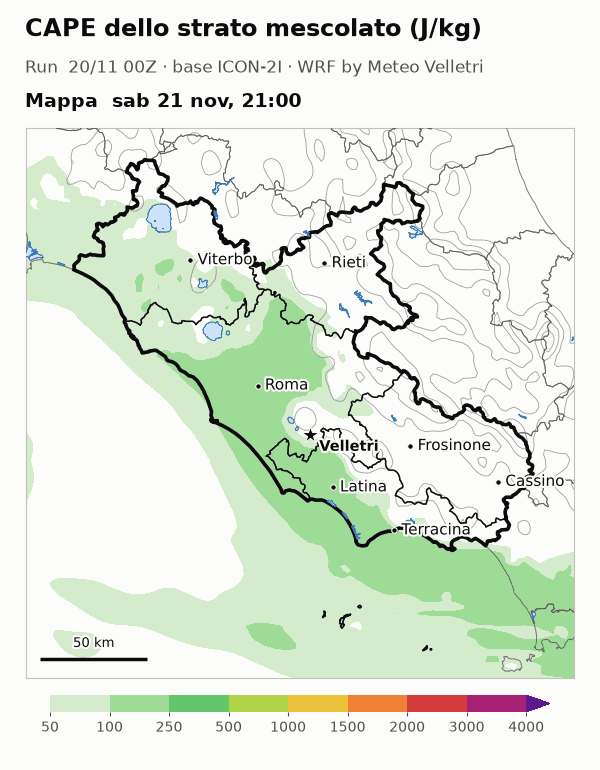 CAPE dello strato mescolato (J/kg)
Run  20/11 00Z · base ICON-2I · WRF by Meteo Velletri
Mappa  sab 21 nov, 21:00
Viterbo
Rieti
Roma
Velletri
Frosinone
Latina
Cassino
Terracina
50 km
50 100 250 500 1000 1500 2000 3000 4000